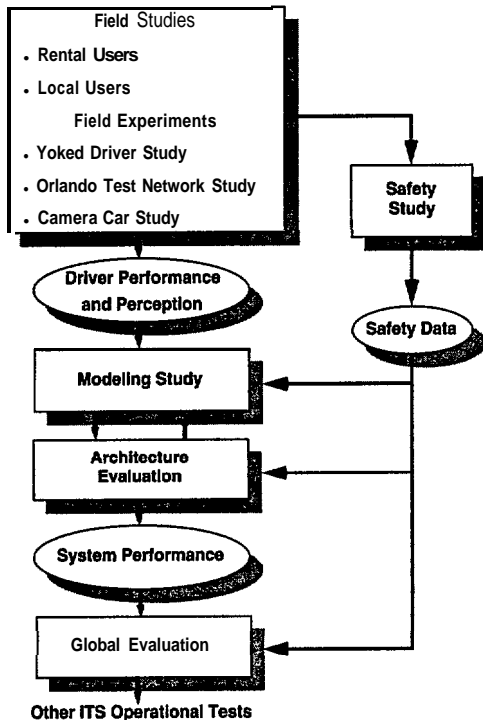 Field Studies
• Rental Users
• Local Users
Field Experiments
• Yoked Driver Study
• Orlando Test Network Study
• Camera Car Study
Safety
Study
Driver Performance
and Perception
Safety Data
Modeling Study
Architecture
Evaluation
System Performance
Global Evaluation
Other ITS Operational Tests